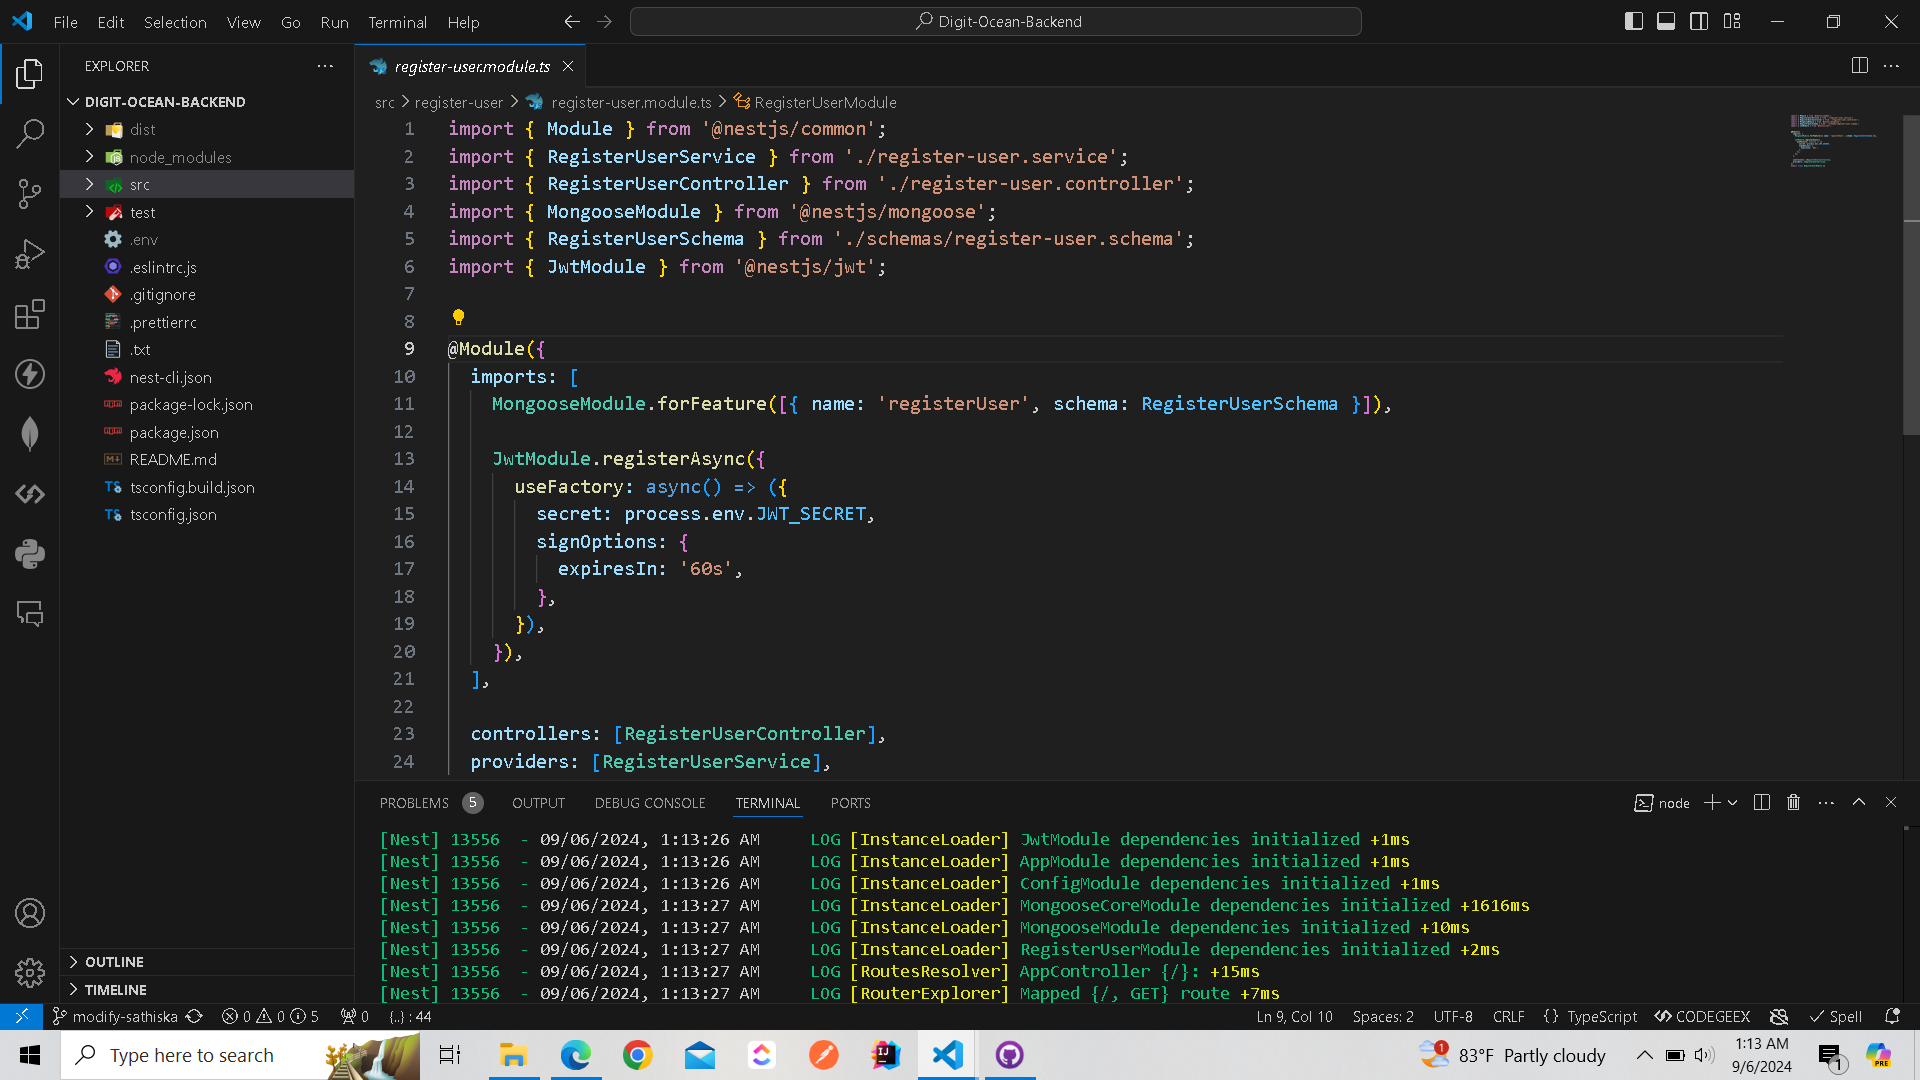 File Edit Selection View Go Run Terminal Help
Digit-Ocean-Backend
EXPLORER
DIGIT-OCEAN-BACKEND
dist
node_modules
src
test
.env
.eslintrc.js
.gitignore
.prettierrc
.txt
nest-cli.json
package-lock.json
package.json
README.md
tsconfig.build.json
tsconfig.json
OUTLINE
TIMELINE
register-user.module.ts
src > register-user > register-user.module.ts > RegisterUserModule
1 import { Module } from '@nestjs/common';
2 import { RegisterUserService } from './register-user.service';
3 import { RegisterUserController } from './register-user.controller';
4 import { MongooseModule } from '@nestjs/mongoose';
5 import { RegisterUserSchema } from './schemas/register-user.schema';
6 import { JwtModule } from '@nestjs/jwt';
7
8
9 @Module({
10 imports: [
11 MongooseModule.forFeature([{ name: 'registerUser', schema: RegisterUserSchema }]),
12
13 JwtModule.registerAsync({
14 useFactory: async() => ({
15 secret: process.env.JWT_SECRET,
16 signOptions: {
17 expiresIn: '60s',
18 },
19 }),
20 }),
21 ],
22
23 controllers: [RegisterUserController],
24 providers: [RegisterUserService],
PROBLEMS 5 OUTPUT DEBUG CONSOLE TERMINAL PORTS
node
[Nest] 13556 - 09/06/2024, 1:13:26 AM LOG [InstanceLoader] JwtModule dependencies initialized +1ms
[Nest] 13556 - 09/06/2024, 1:13:26 AM LOG [InstanceLoader] AppModule dependencies initialized +1ms
[Nest] 13556 - 09/06/2024, 1:13:26 AM LOG [InstanceLoader] ConfigModule dependencies initialized +1ms
[Nest] 13556 - 09/06/2024, 1:13:27 AM LOG [InstanceLoader] MongooseCoreModule dependencies initialized +1616ms
[Nest] 13556 - 09/06/2024, 1:13:27 AM LOG [InstanceLoader] MongooseModule dependencies initialized +10ms
[Nest] 13556 - 09/06/2024, 1:13:27 AM LOG [InstanceLoader] RegisterUserModule dependencies initialized +2ms
[Nest] 13556 - 09/06/2024, 1:13:27 AM LOG [RoutesResolver] AppController {/}: +15ms
[Nest] 13556 - 09/06/2024, 1:13:27 AM LOG [RouterExplorer] Mapped {/, GET} route +7ms
modify-sathiska 0 0 5 0 {..} : 44
Ln 9, Col 10 Spaces: 2 UTF-8 CRLF {} TypeScript CODEGEEX Spell
Type here to search
1 83°F Partly cloudy
1:13 AM
9/6/2024
1
PRE